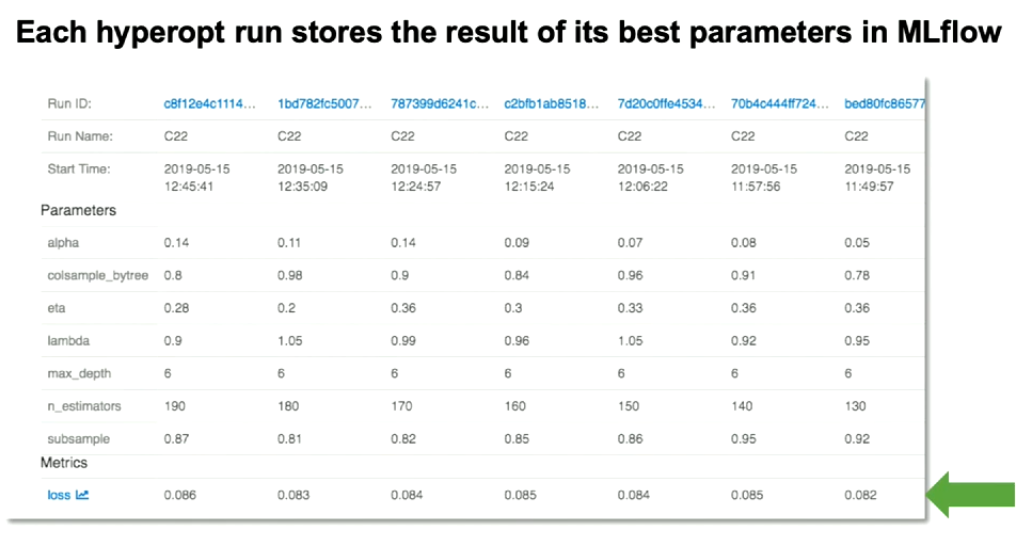 Each hyperopt run stores the result of its best parameters in MLflow
Run ID: c8f12e4c1114... 1bd782fc5007... 787399d6241c... c2bfb1ab8518... 7d20c0ffe4534... 70b4c444ff724... bed80fc86577
Run Name: C22 C22 C22 C22 C22 C22 C22
Start Time: 2019-05-15 2019-05-15 2019-05-15 2019-05-15 2019-05-15 2019-05-15 2019-05-15
12:45:41 12:35:09 12:24:57 12:15:24 12:06:22 11:57:56 11:49:57
Parameters
alpha 0.14 0.11 0.14 0.09 0.07 0.08 0.05
colsample_bytree 0.8 0.98 0.9 0.84 0.96 0.91 0.78
eta 0.28 0.2 0.36 0.3 0.33 0.36 0.36
lambda 0.9 1.05 0.99 0.96 1.05 0.92 0.95
max_depth 6 6 6 6 6 6 6
n_estimators 190 180 170 160 150 140 130
subsample 0.87 0.81 0.82 0.85 0.86 0.95 0.92
Metrics
loss 0.086 0.083 0.084 0.085 0.084 0.085 0.082